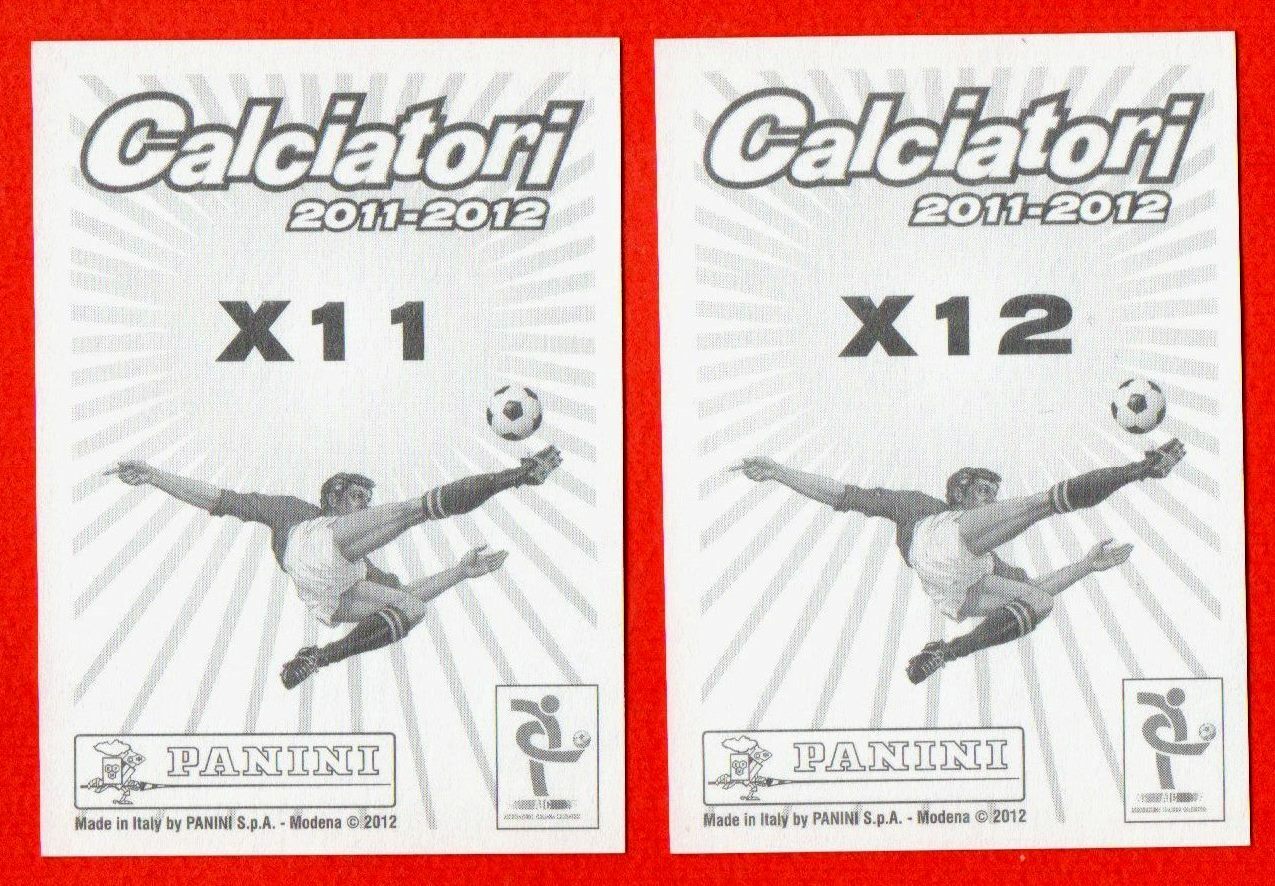 Calciatori
2011-2012
X11
PANINI
Made in Italy by PANINI S.p.A. - Modena © 2012
Calciatori
2011-2012
X12
PANINI
Made in Italy by PANINI S.p.A. - Modena © 2012